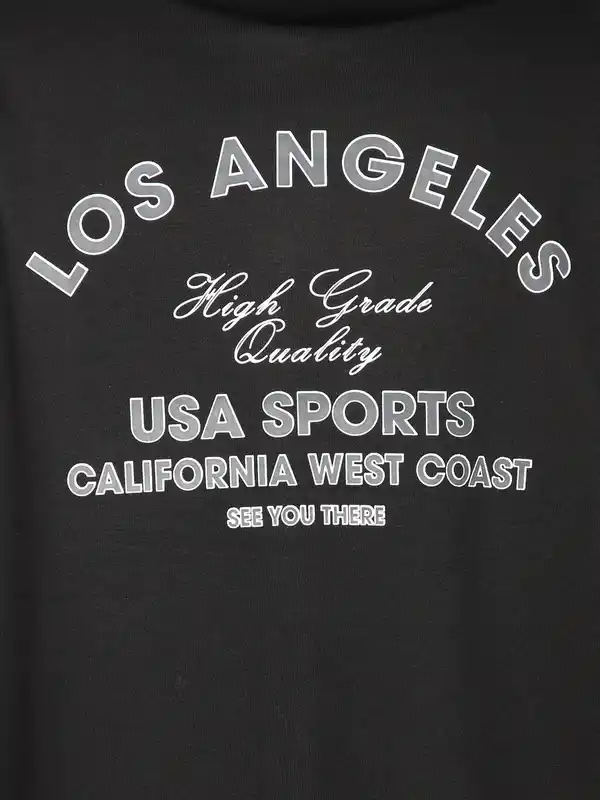 LOS ANGELES
High Grade
Quality
USA SPORTS
CALIFORNIA WEST COAST
SEE YOU THERE